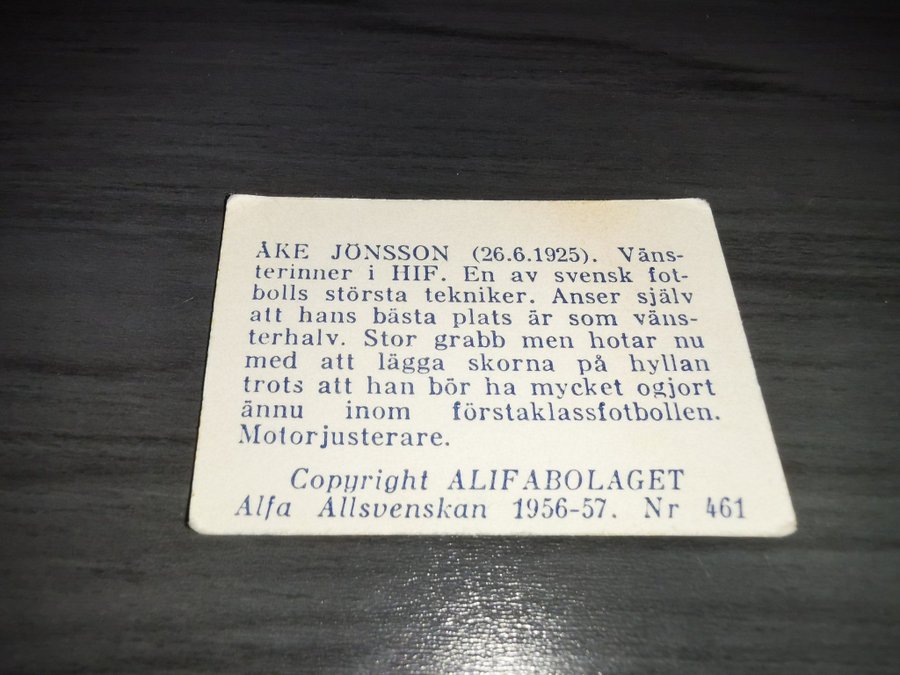 ÅKE JÖNSSON (26.6.1925). Väns-
terinner i HIF. En av svensk fot-
bolls största tekniker. Anser själv
att hans bästa plats är som väns-
terhalv. Stor grabb men hotar nu
med att lägga skorna på hyllan
trots att han bör ha mycket ogjort
ännu inom förstaklassfotbollen.
Motorjusterare.
Copyright ALIFABOLAGET
Alfa Allsvenskan 1956-57. Nr 461